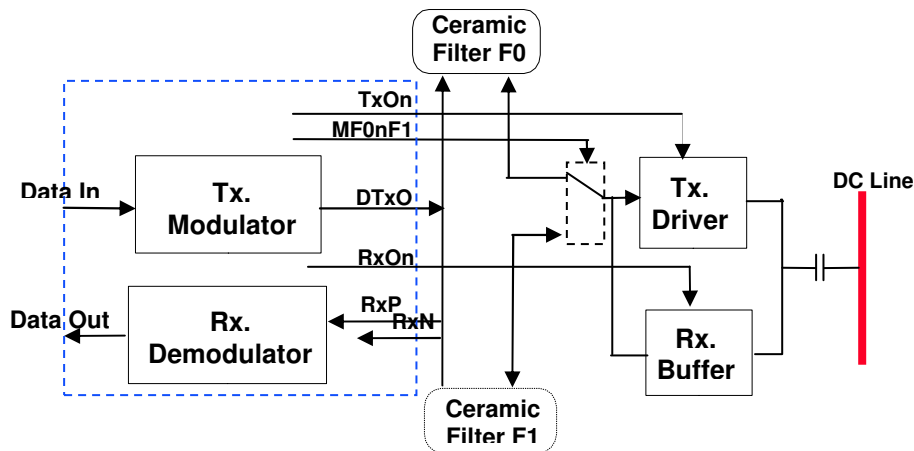 Ceramic
Filter F0
TxOn
MF0nF1
Data In
Tx.
Modulator
DTxO
Tx.
Driver
DC Line
RxOn
Data Out
Rx.
Demodulator
RxP
RxN
Rx.
Buffer
Ceramic
Filter F1